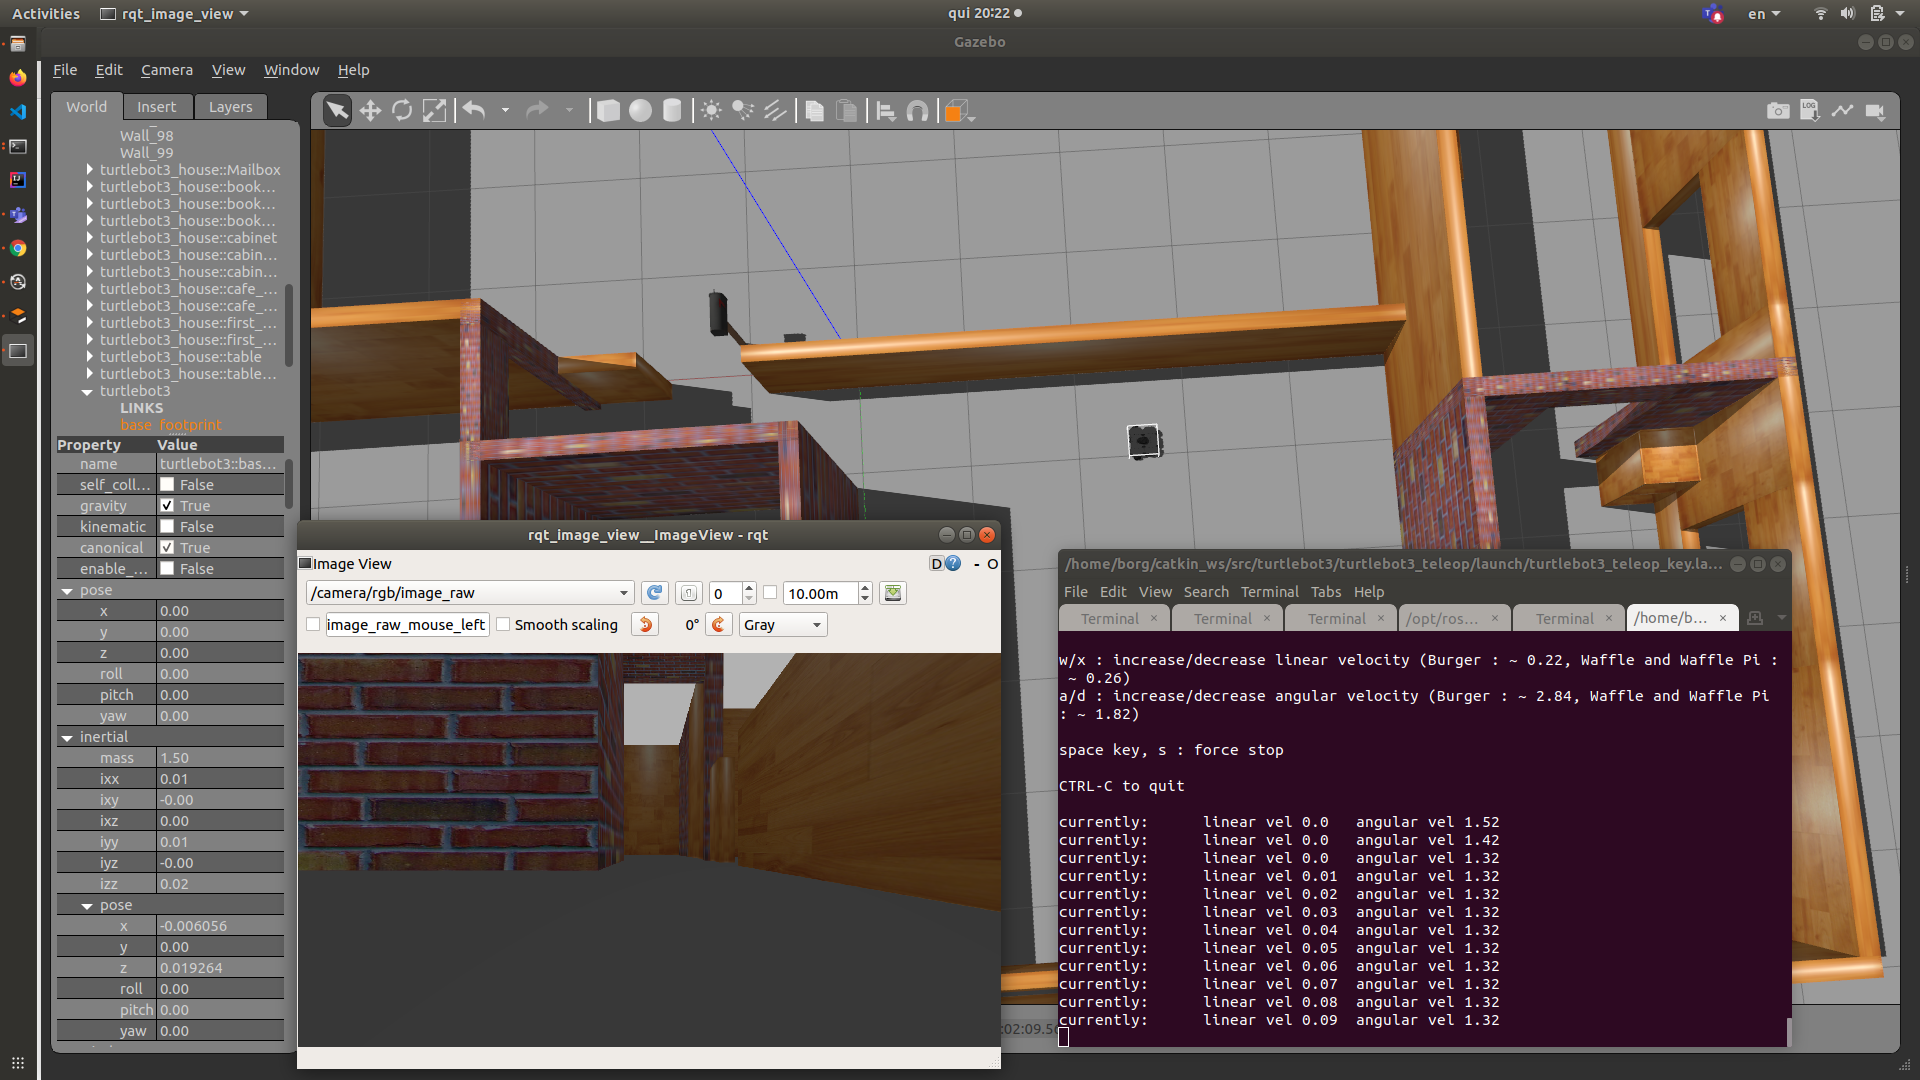 Activities
rqt_image_view
qui 20:22
en
Gazebo
File Edit Camera View Window Help
World Insert Layers
Wall_98
Wall_99
turtlebot3_house::Mailbox
turtlebot3_house::book...
turtlebot3_house::book...
turtlebot3_house::book...
turtlebot3_house::cabinet
turtlebot3_house::cabin...
turtlebot3_house::cabin...
turtlebot3_house::cafe_...
turtlebot3_house::cafe_...
turtlebot3_house::first_...
turtlebot3_house::first_...
turtlebot3_house::table
turtlebot3_house::table...
turtlebot3
LINKS
base_footprint
Property Value
name turtlebot3::bas...
self_coll... False
gravity True
kinematic False
canonical True
enable_... False
pose
x 0.00
y 0.00
z 0.00
roll 0.00
pitch 0.00
yaw 0.00
inertial
mass 1.50
ixx 0.01
ixy -0.00
ixz 0.00
iyy 0.01
iyz -0.00
izz 0.02
pose
x -0.006056
y 0.00
z 0.019264
roll 0.00
pitch 0.00
yaw 0.00
LOG
rqt_image_view__ImageView - rqt
Image View
D ? - O
/camera/rgb/image_raw
0
10.00m
image_raw_mouse_left
Smooth scaling
0°
Gray
/home/borg/catkin_ws/src/turtlebot3/turtlebot3_teleop/launch/turtlebot3_teleop_key.la...
File Edit View Search Terminal Tabs Help
Terminal × Terminal × Terminal × /opt/ros... × Terminal × /home/b... ×
w/x : increase/decrease linear velocity (Burger : ~ 0.22, Waffle and Waffle Pi :
~ 0.26)
a/d : increase/decrease angular velocity (Burger : ~ 2.84, Waffle and Waffle Pi
: ~ 1.82)
space key, s : force stop
CTRL-C to quit
currently: linear vel 0.0 angular vel 1.52
currently: linear vel 0.0 angular vel 1.42
currently: linear vel 0.0 angular vel 1.32
currently: linear vel 0.01 angular vel 1.32
currently: linear vel 0.02 angular vel 1.32
currently: linear vel 0.03 angular vel 1.32
currently: linear vel 0.04 angular vel 1.32
currently: linear vel 0.05 angular vel 1.32
currently: linear vel 0.06 angular vel 1.32
currently: linear vel 0.07 angular vel 1.32
currently: linear vel 0.08 angular vel 1.32
currently: linear vel 0.09 angular vel 1.32